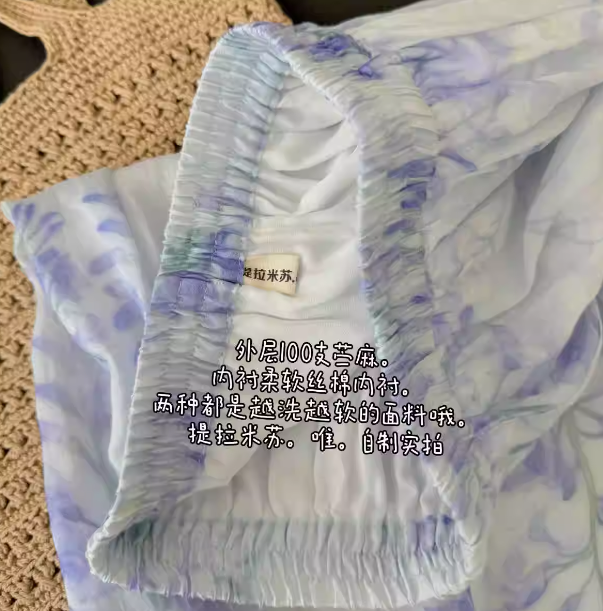 提拉米苏.
外层100支苎麻。
内衬柔软丝棉内衬。
两种都是越洗越软的面料哦。
提拉米苏。唯。自制实拍